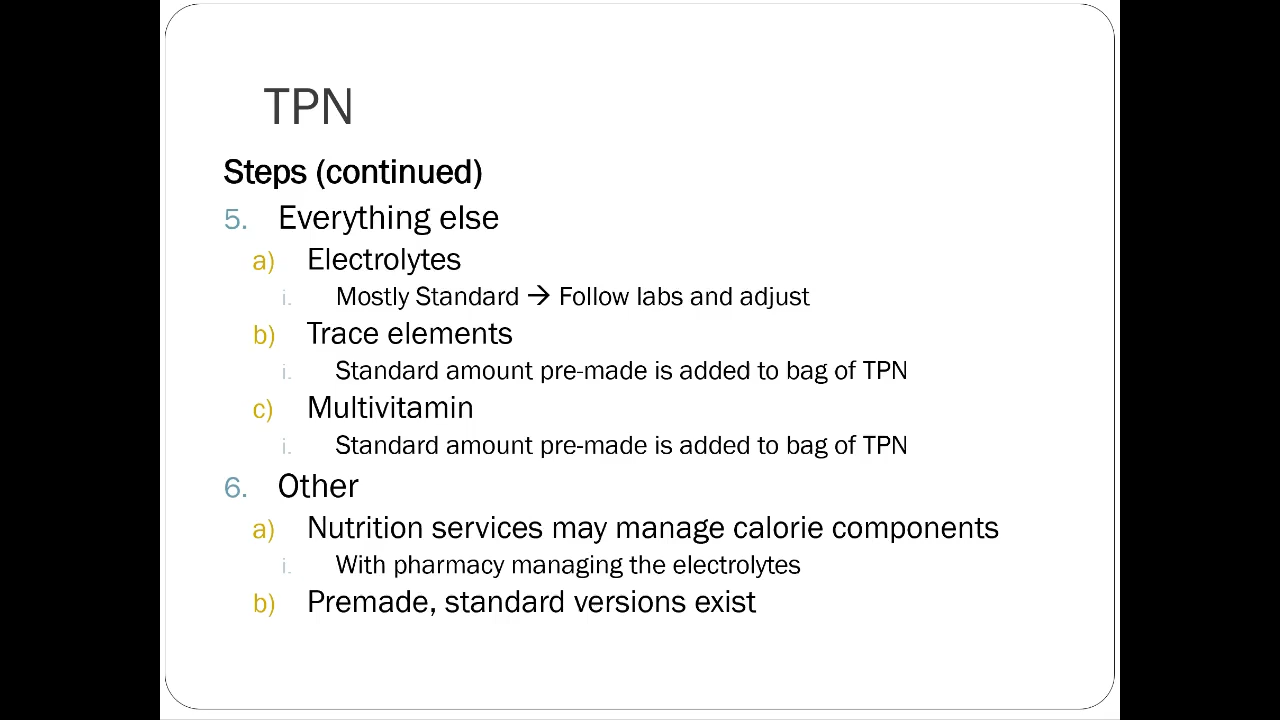 TPN
Steps (continued)
5. Everything else
a) Electrolytes
i. Mostly Standard → Follow labs and adjust
b) Trace elements
i. Standard amount pre-made is added to bag of TPN
c) Multivitamin
i. Standard amount pre-made is added to bag of TPN
6. Other
a) Nutrition services may manage calorie components
i. With pharmacy managing the electrolytes
b) Premade, standard versions exist